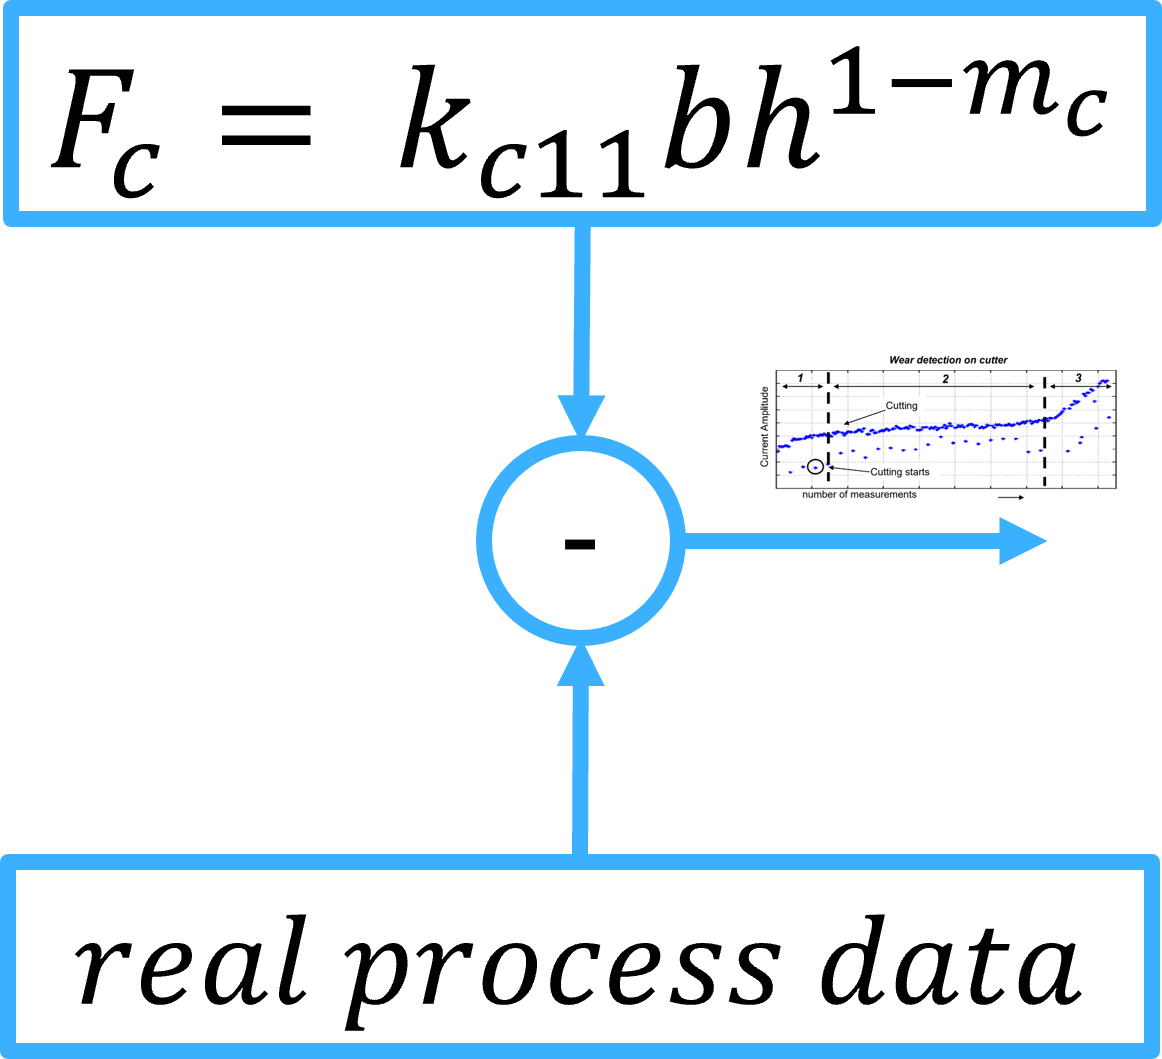 F_c = k_{c11}bh^{1−m_c}
Wear detection on cutter
1 2 3
Cutting
Current Amplitude
Cutting starts
number of measurements
-
real process data